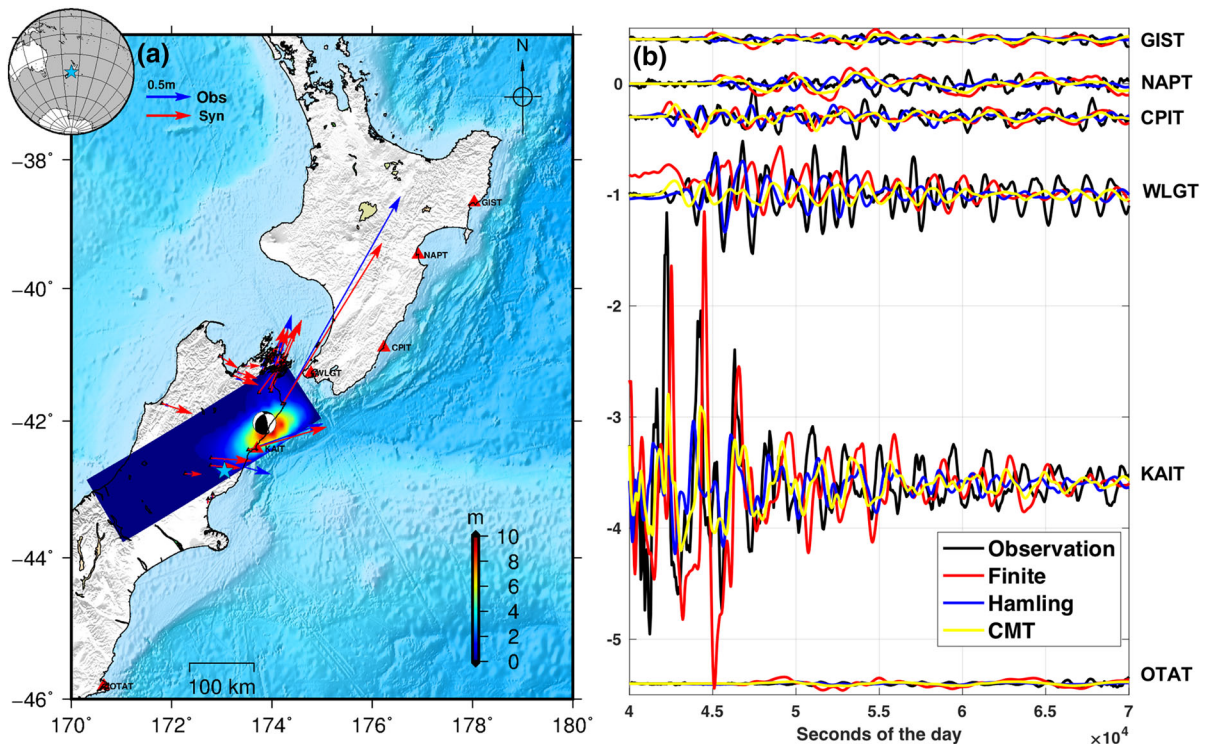 (a)
N
0.5m
Obs
Syn
−38˚
−40˚
−42˚
−44˚
−46˚
GIST
NAPT
CPIT
WLGT
KAIT
OTAT
m
10
8
6
4
2
0
100 km
170˚
172˚
174˚
176˚
178˚
180˚
(b)
GIST
0
NAPT
CPIT
-1
WLGT
-2
-3
KAIT
-4
Observation
Finite
Hamling
CMT
-5
OTAT
4
4.5
5
5.5
6
6.5
7
Seconds of the day
×10⁴